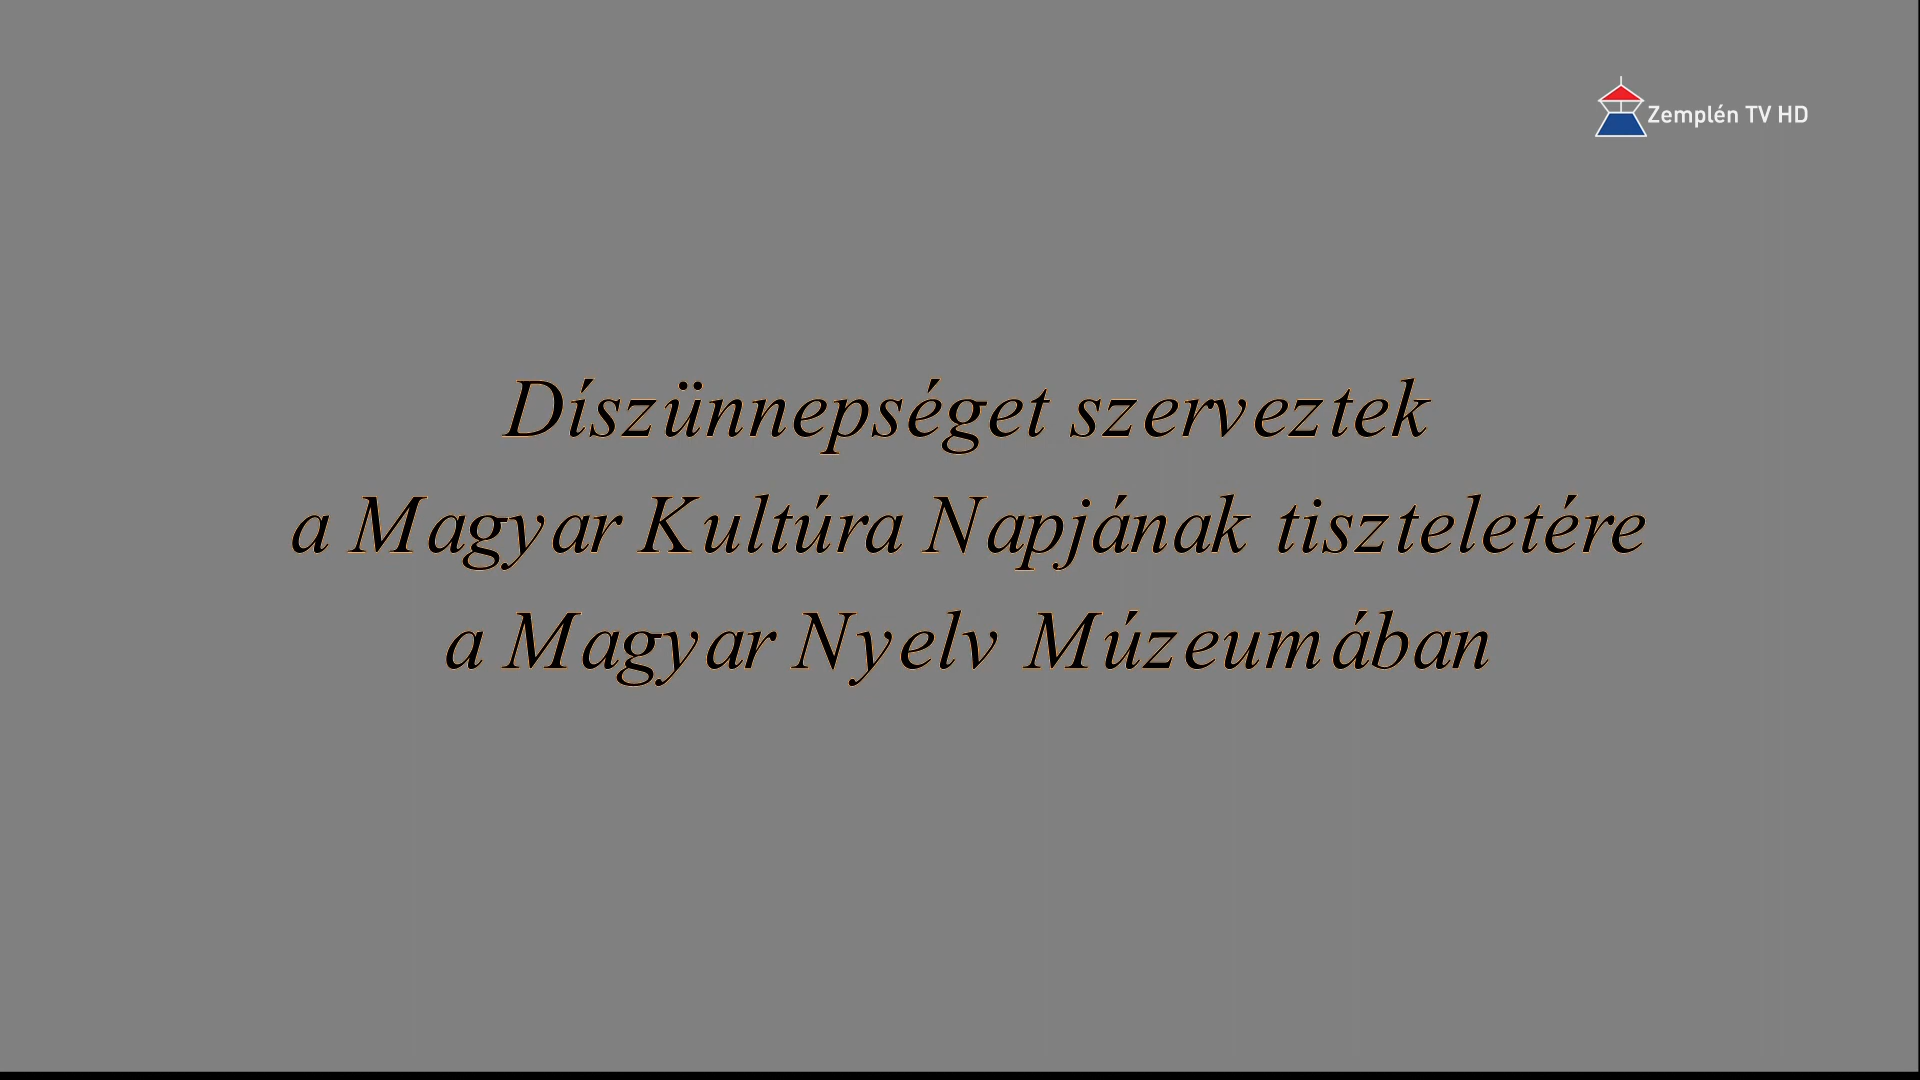 Zemplén TV HD
Díszünnepséget szerveztek
a Magyar Kultúra Napjának tiszteletére
a Magyar Nyelv Múzeumában